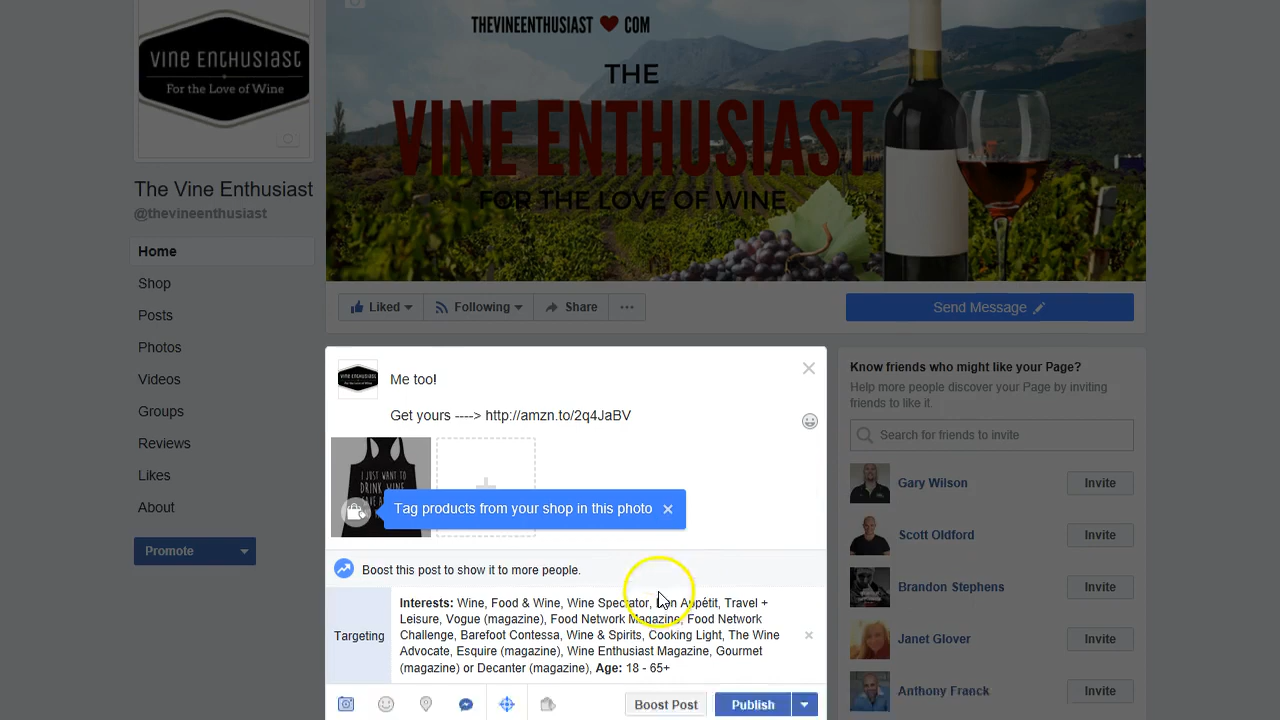 THEVINEENTHUSIAST ❤ COM
VINE ENTHUSIAST
For the Love of Wine
THE
VINE ENTHUSIAST
FOR THE LOVE OF WINE
The Vine Enthusiast
@thevineenthusiast
Home
Shop
Posts
Photos
Videos
Groups
Reviews
Likes
About
Promote
Liked
Following
Share
Send Message
VINE ENTHUSIAST
Me too!
Get yours ----> http://amzn.to/2q4JaBV
I JUST WANT TO
DRINK WINE
Tag products from your shop in this photo
Boost this post to show it to more people.
Targeting
Interests: Wine, Food & Wine, Wine Spectator, Bon Appétit, Travel +
Leisure, Vogue (magazine), Food Network Magazine, Food Network
Challenge, Barefoot Contessa, Wine & Spirits, Cooking Light, The Wine
Advocate, Esquire (magazine), Wine Enthusiast Magazine, Gourmet
(magazine) or Decanter (magazine), Age: 18 - 65+
Boost Post
Publish
Know friends who might like your Page?
Help more people discover your Page by inviting
friends to like it.
Search for friends to invite
Gary Wilson
Invite
Scott Oldford
Invite
Brandon Stephens
Invite
Janet Glover
Invite
Anthony Franck
Invite